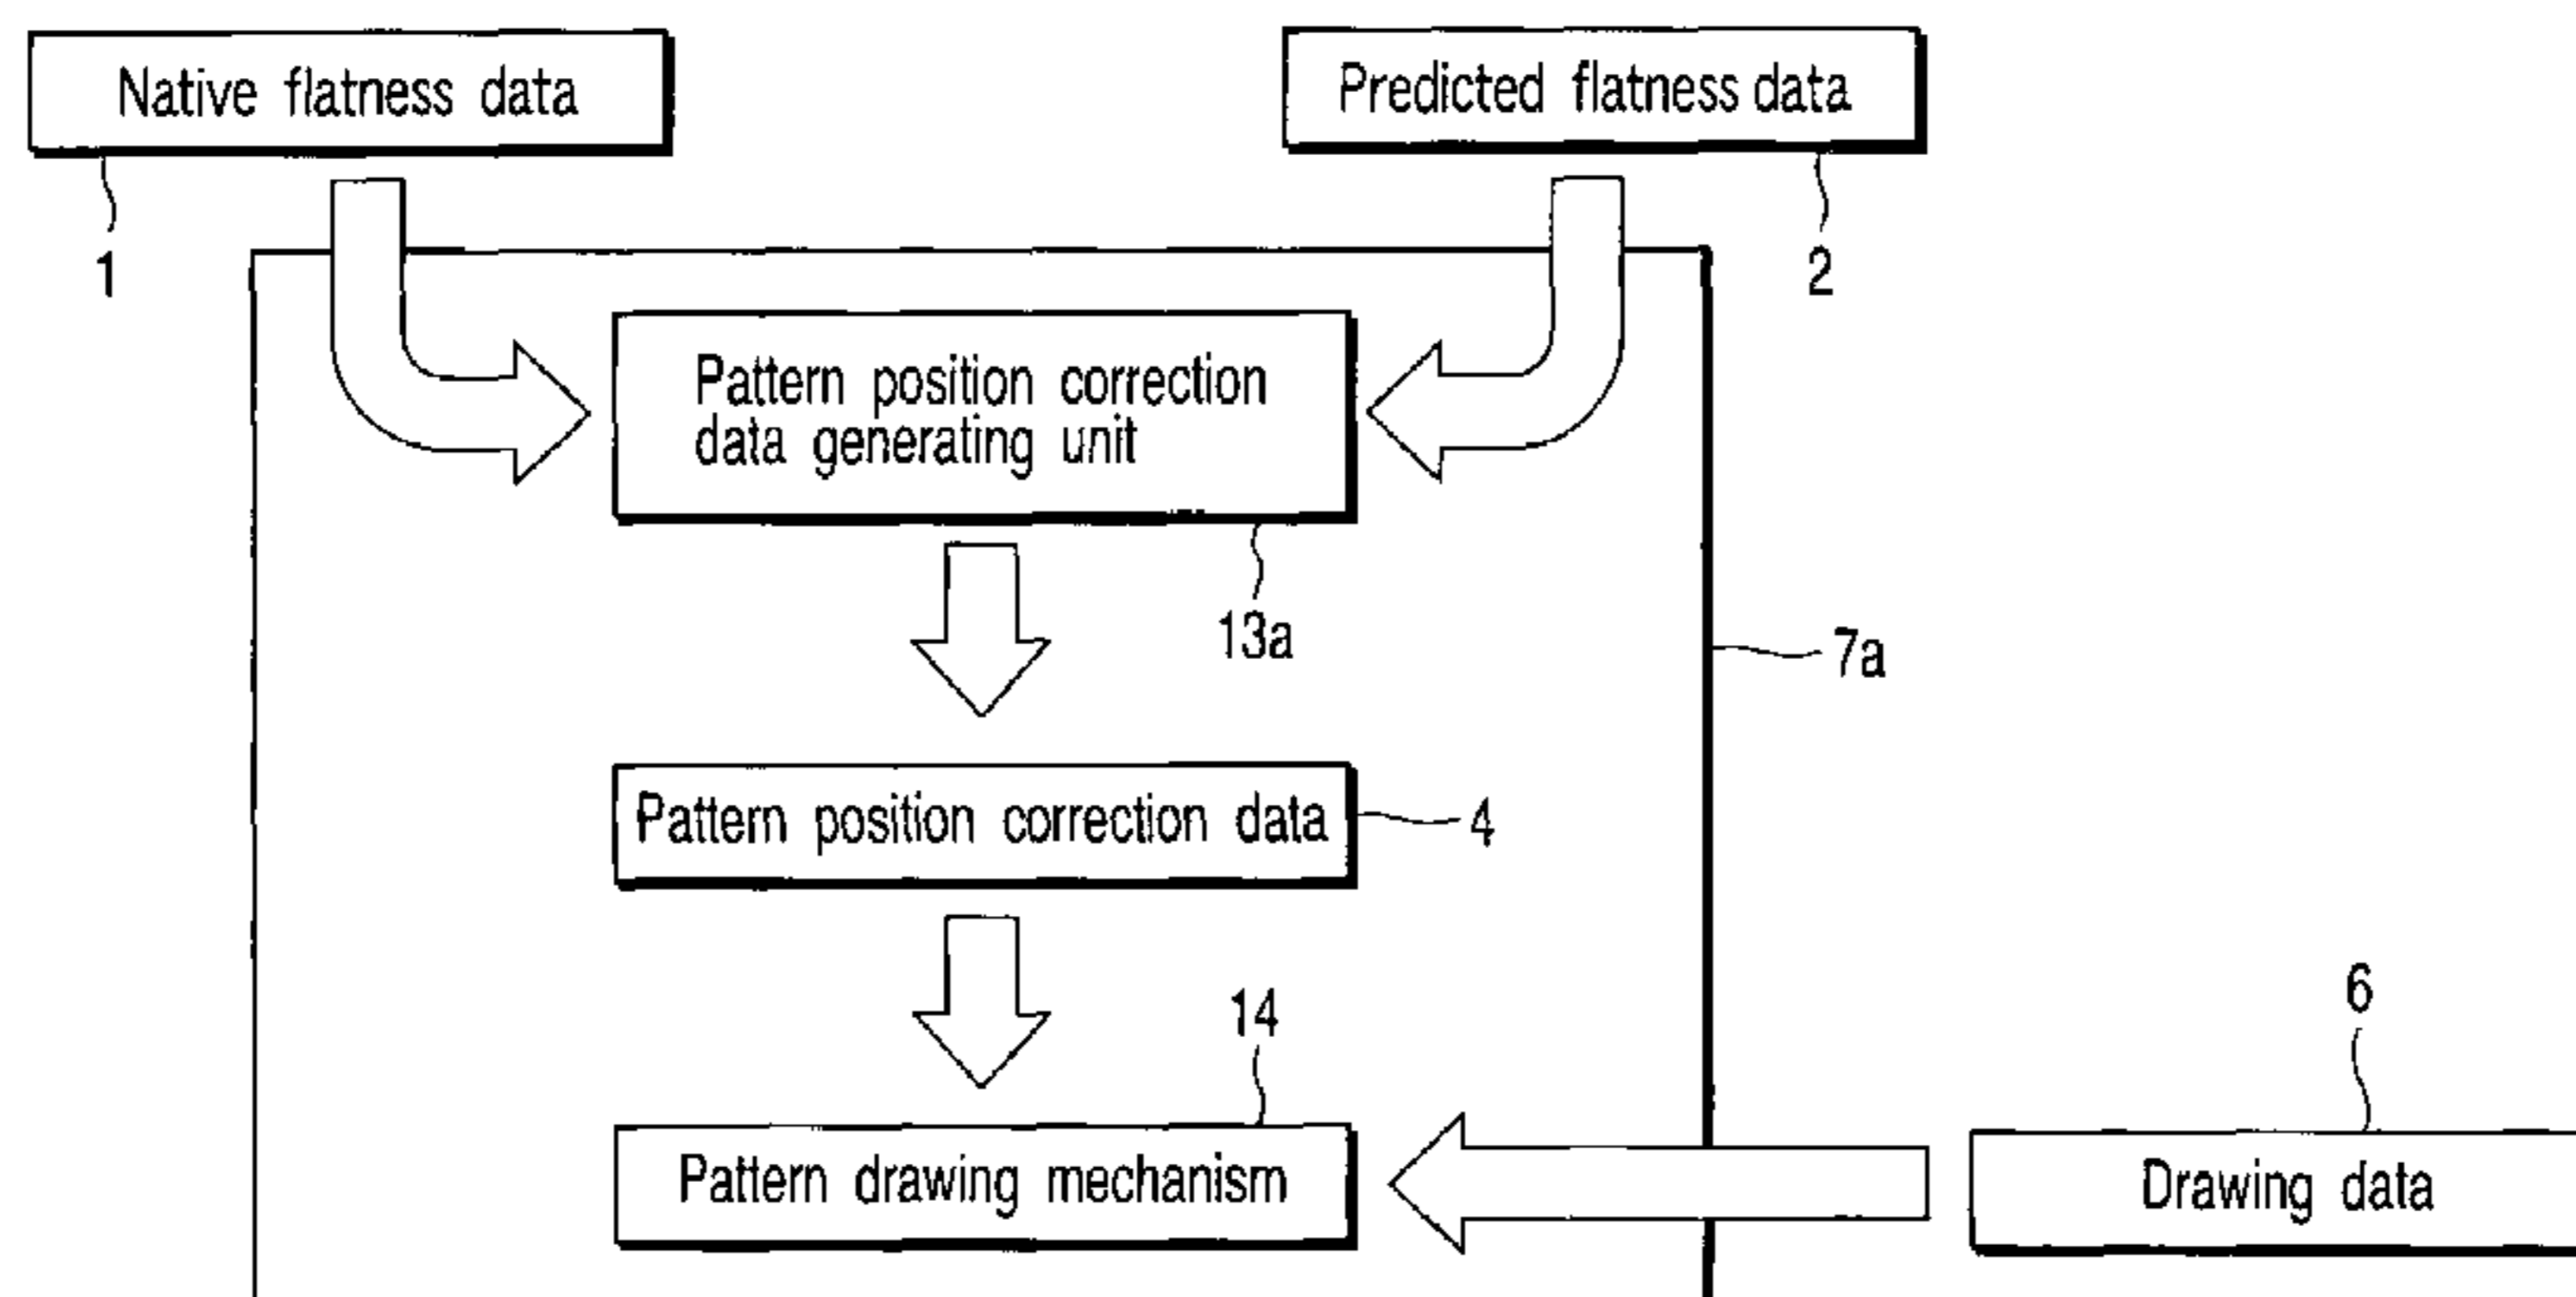 Native flatness data
Predicted flatness data
1
2
Pattern position correction
data generating unit
13a
7a
Pattern position correction data
4
14
6
Pattern drawing mechanism
Drawing data